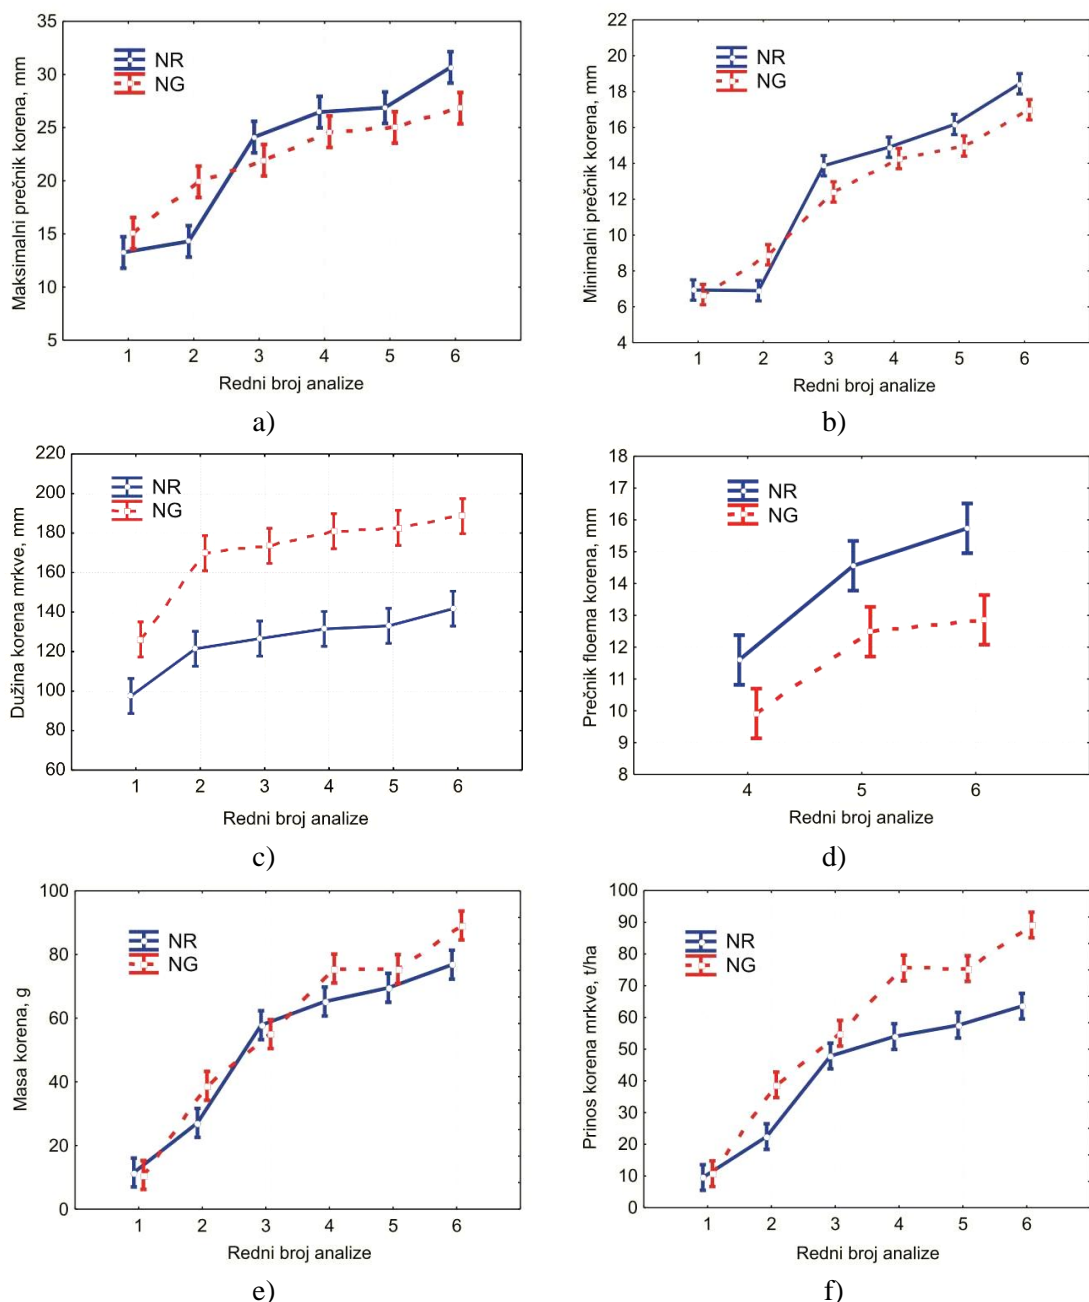 Maksimalni prečnik korena, mm
35
30
25
20
15
10
5
NR
NG
1 2 3 4 5 6
Redni broj analize
a)
Minimalni prečnik korena, mm
22
20
18
16
14
12
10
8
6
4
NR
NG
1 2 3 4 5 6
Redni broj analize
b)
Dužina korena mrkve, mm
220
200
180
160
140
120
100
80
60
NR
NG
1 2 3 4 5 6
Redni broj analize
c)
Prečnik floema korena, mm
18
17
16
15
14
13
12
11
10
9
8
NR
NG
4 5 6
Redni broj analize
d)
Masa korena, g
100
80
60
40
20
0
NR
NG
1 2 3 4 5 6
Redni broj analize
e)
Prinos korena mrkve, t/ha
100
90
80
70
60
50
40
30
20
10
0
NR
NG
1 2 3 4 5 6
Redni broj analize
f)